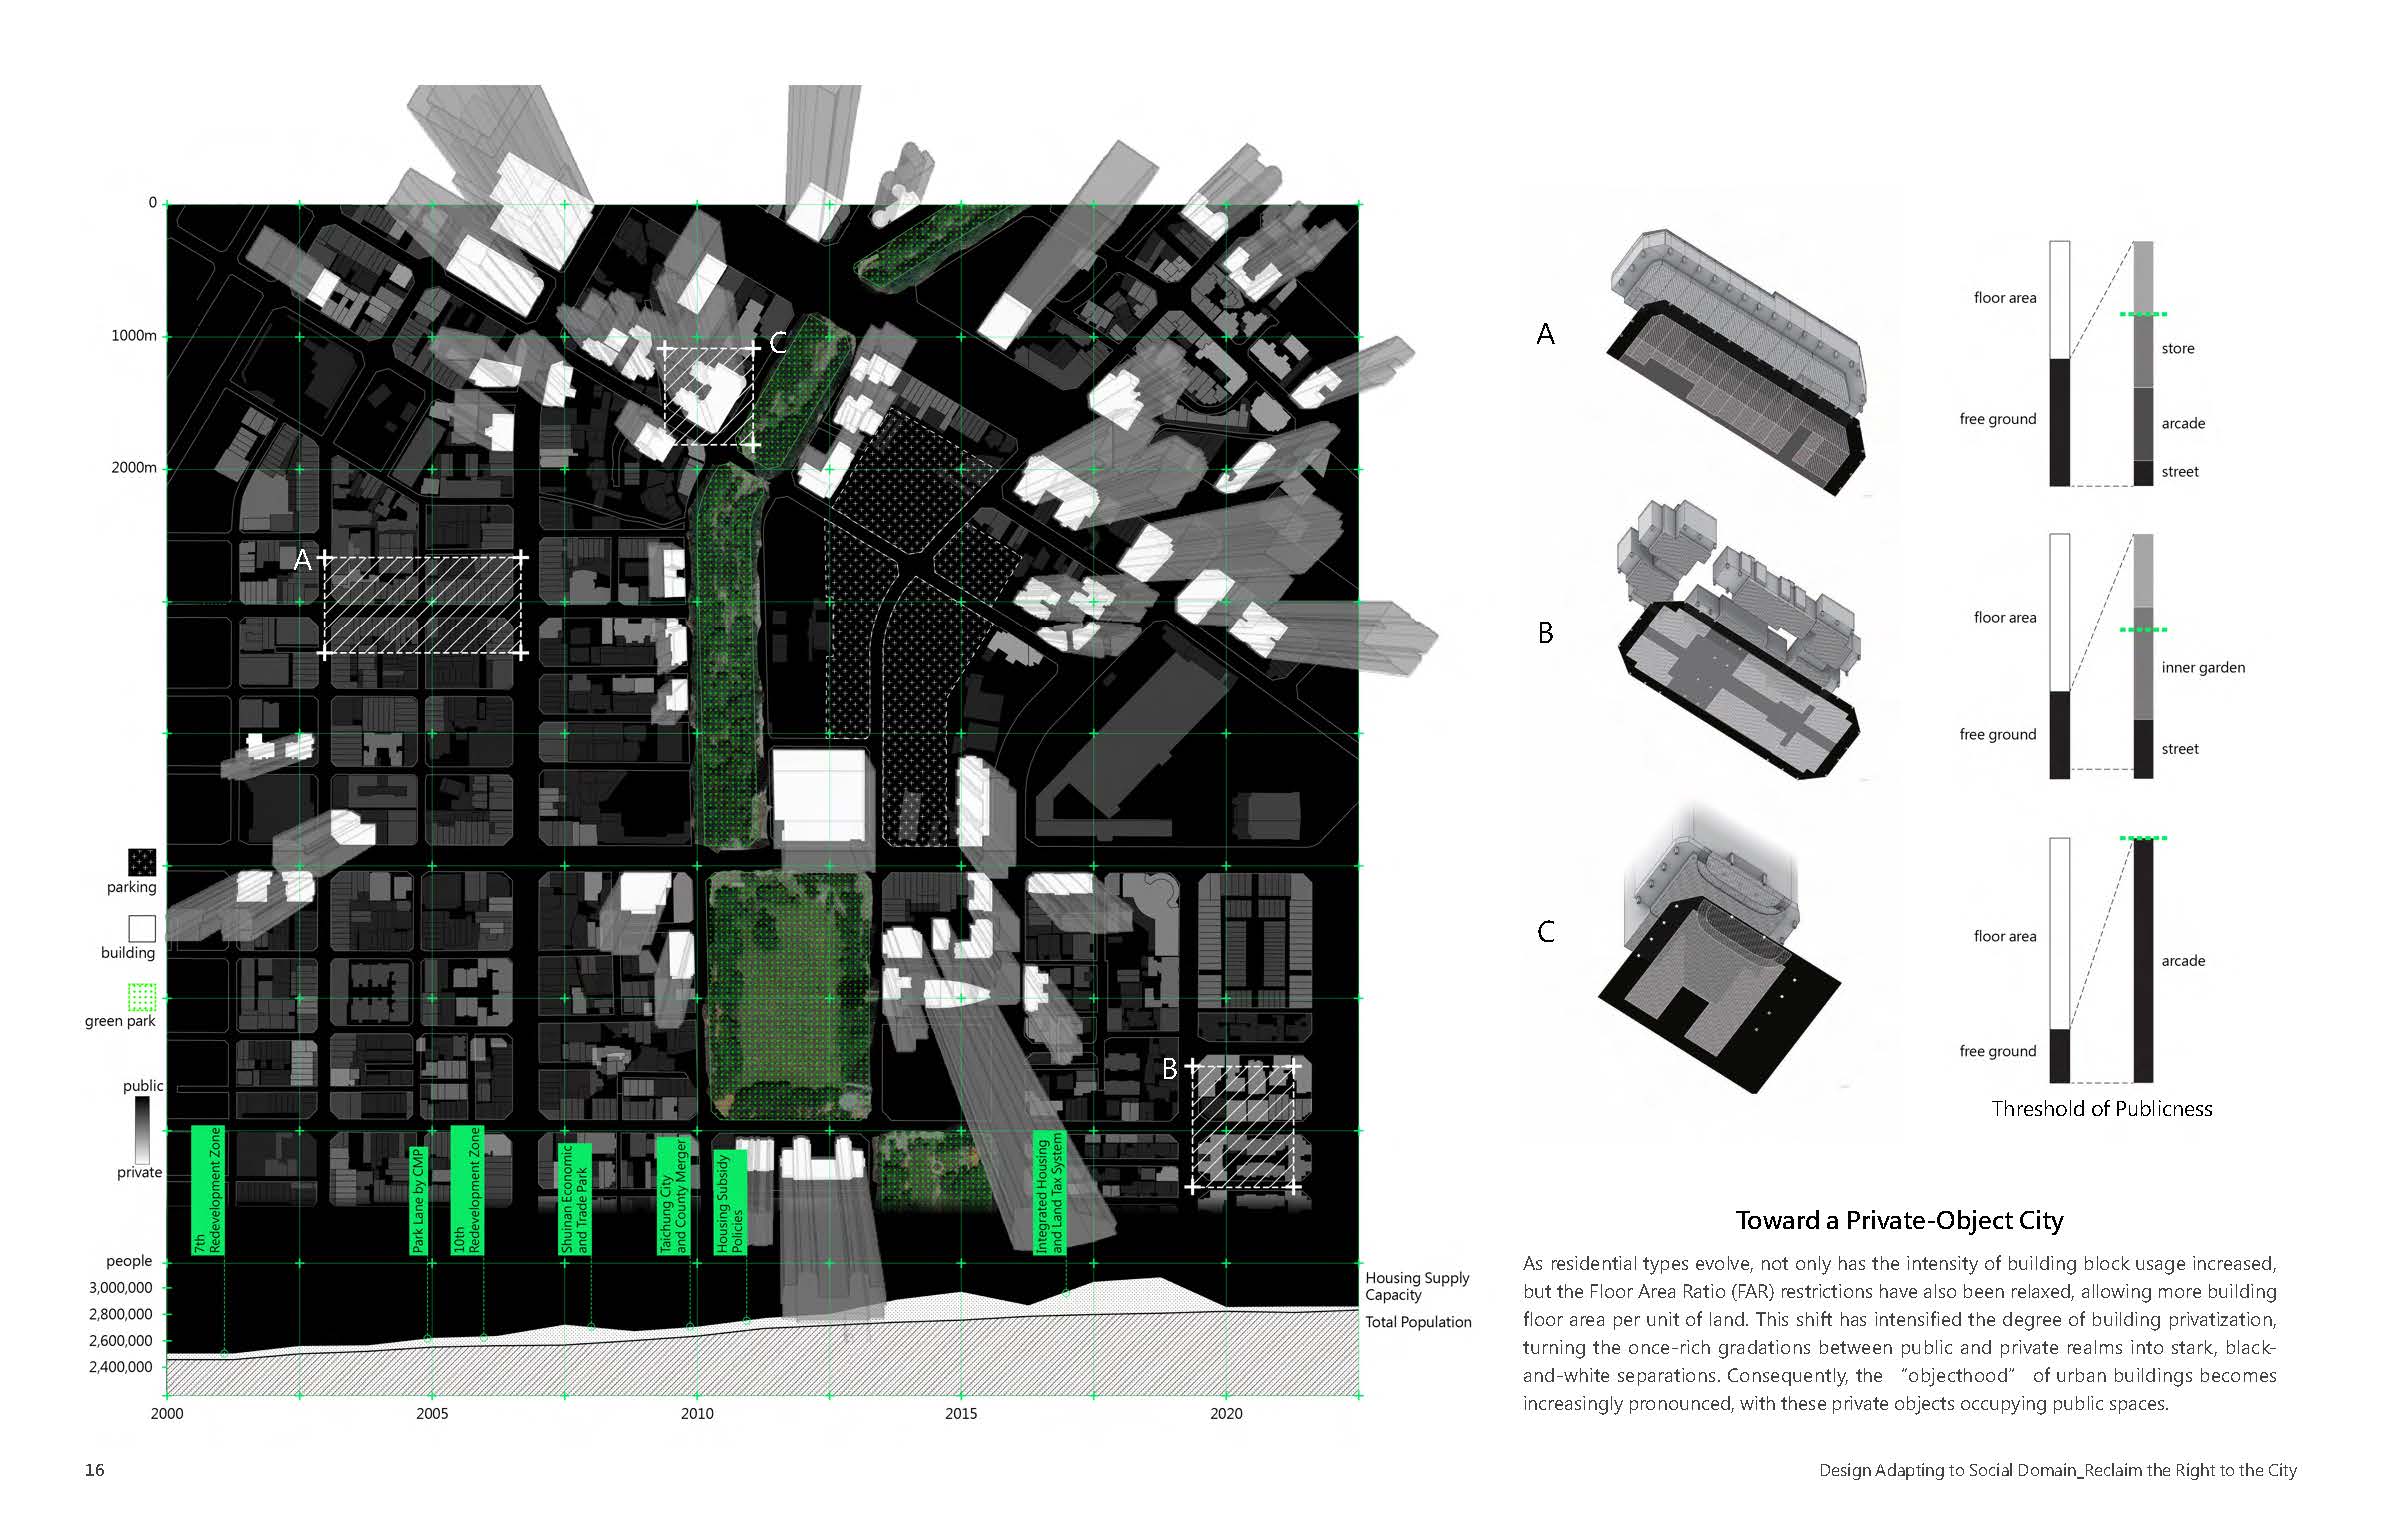 0
1000m
2000m
A
C
B
parking
building
green park
public
private
7th
Redevelopment Zone
Park Lane by CMP
10th
Redevelopment Zone
Shuinan Economic
and Trade Park
Taichung City
and County Merger
Housing Subsidy
Policies
Integrated Housing
and Land Tax System
people
3,000,000
2,800,000
2,600,000
2,400,000
Housing Supply
Capacity
Total Population
2000
2005
2010
2015
2020
A
floor area
free ground
store
arcade
street
B
floor area
free ground
inner garden
street
C
floor area
free ground
arcade
Threshold of Publicness
Toward a Private-Object City
As residential types evolve, not only has the intensity of building block usage increased,
but the Floor Area Ratio (FAR) restrictions have also been relaxed, allowing more building
floor area per unit of land. This shift has intensified the degree of building privatization,
turning the once-rich gradations between public and private realms into stark, black-
and-white separations. Consequently, the “objecthood” of urban buildings becomes
increasingly pronounced, with these private objects occupying public spaces.
16
Design Adapting to Social Domain_Reclaim the Right to the City